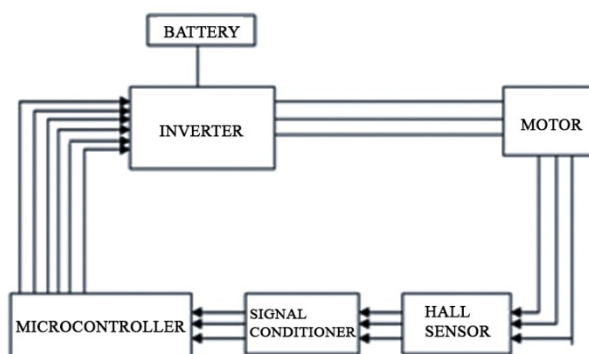 BATTERY
INVERTER
MOTOR
MICROCONTROLLER
SIGNAL
CONDITIONER
HALL
SENSOR